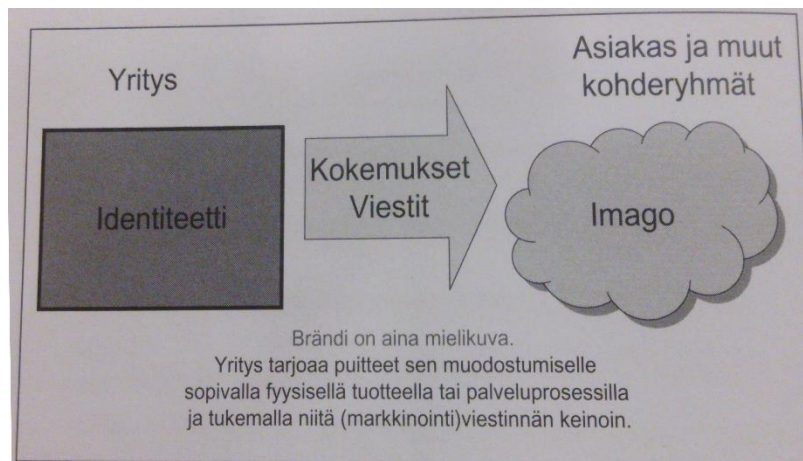 Yritys
Asiakas ja muut
kohderyhmät
Identiteetti
Kokemukset
Viestit
Imago
Brändi on aina mielikuva.
Yritys tarjoaa puitteet sen muodostumiselle
sopivalla fyysisellä tuotteella tai palveluprosessilla
ja tukemalla niitä (markkinointi)viestinnän keinoin.